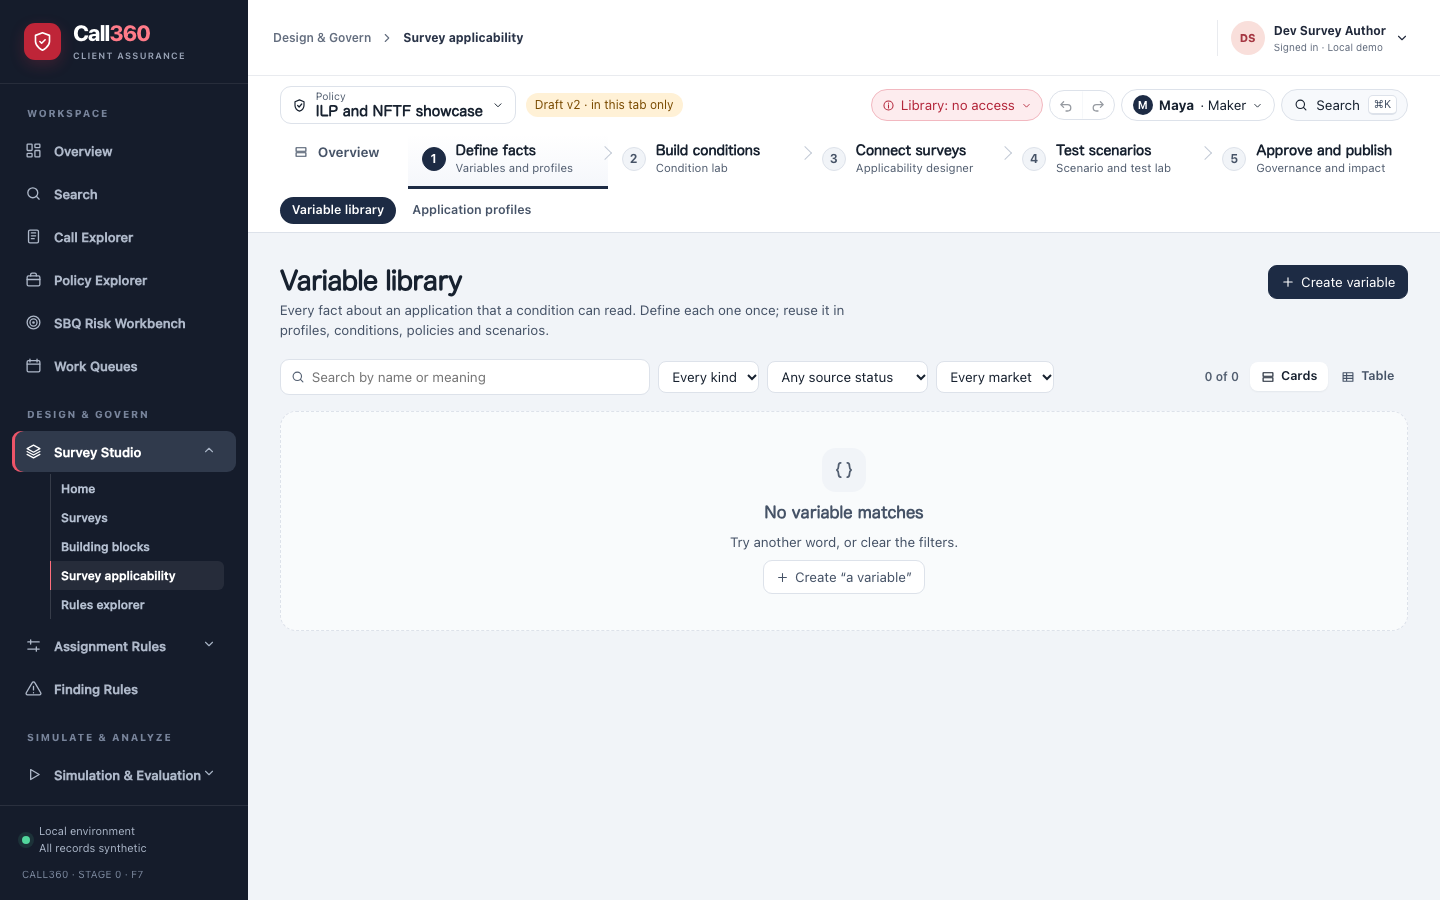 Call360
CLIENT ASSURANCE
WORKSPACE
Overview
Search
Call Explorer
Policy Explorer
SBQ Risk Workbench
Work Queues
DESIGN & GOVERN
Survey Studio
Home
Surveys
Building blocks
Survey applicability
Rules explorer
Assignment Rules
Finding Rules
SIMULATE & ANALYZE
Simulation & Evaluation
Local environment
All records synthetic
CALL360 · STAGE 0 · F7
Design & Govern > Survey applicability
DS
Dev Survey Author
Signed in · Local demo
Policy
ILP and NFTF showcase
Draft v2 · in this tab only
Library: no access
M Maya · Maker
Search ⌘K
Overview
1 Define facts
Variables and profiles
2 Build conditions
Condition lab
3 Connect surveys
Applicability designer
4 Test scenarios
Scenario and test lab
5 Approve and publish
Governance and impact
Variable library
Application profiles
Variable library
Every fact about an application that a condition can read. Define each one once; reuse it in
profiles, conditions, policies and scenarios.
+ Create variable
Search by name or meaning
Every kind
Any source status
Every market
0 of 0
Cards
Table
{ }
No variable matches
Try another word, or clear the filters.
+ Create “a variable”